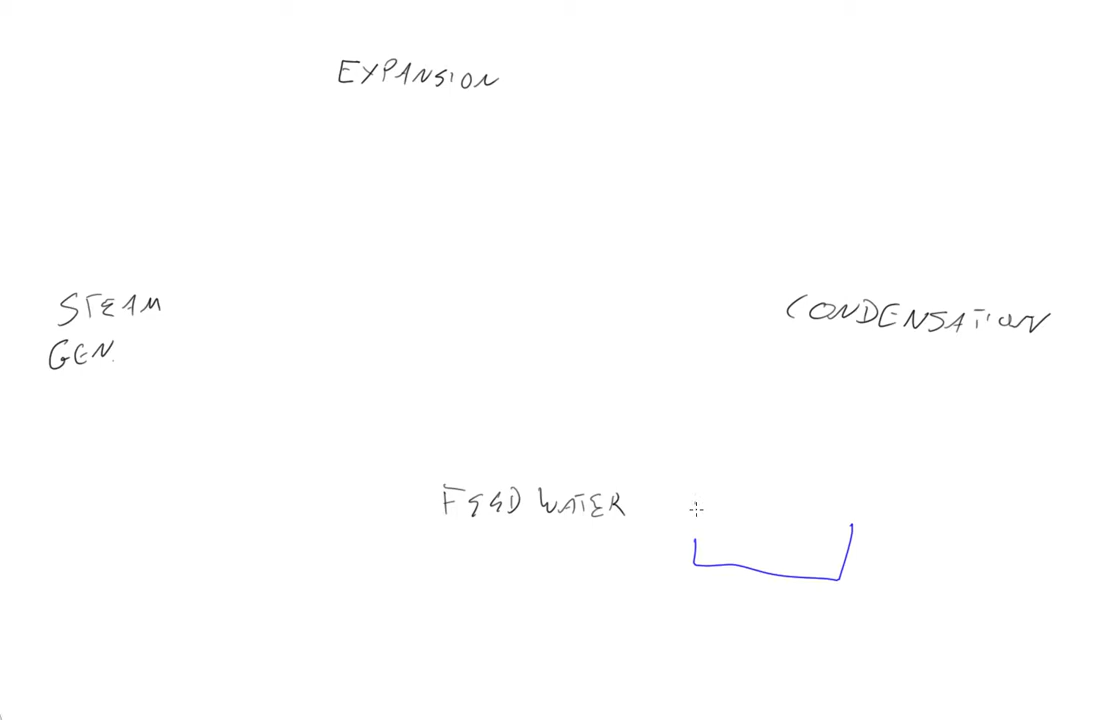 EXPANSION
STEAM
GEN.
CONDENSATION
FEED WATER